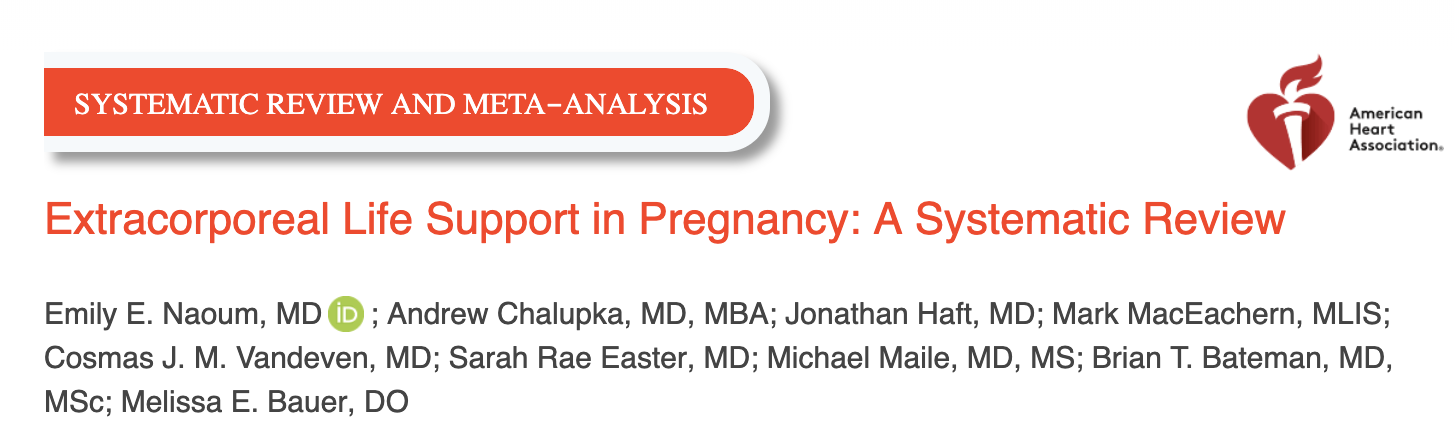 SYSTEMATIC REVIEW AND META-ANALYSIS
American
Heart
Association®
Extracorporeal Life Support in Pregnancy: A Systematic Review
Emily E. Naoum, MD iD ; Andrew Chalupka, MD, MBA; Jonathan Haft, MD; Mark MacEachern, MLIS;
Cosmas J. M. Vandeven, MD; Sarah Rae Easter, MD; Michael Maile, MD, MS; Brian T. Bateman, MD,
MSc; Melissa E. Bauer, DO